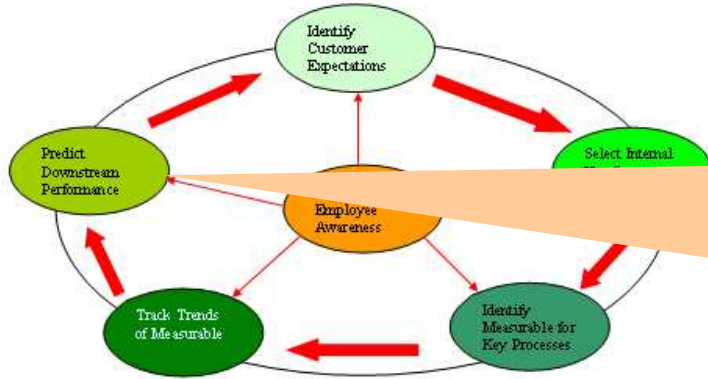 Identify
Customer
Expectations
Predict
Downstream
Performance
Select Internal
Employee
Awareness
Track Trends
of Measurable
Identify
Measurable for
Key Processes